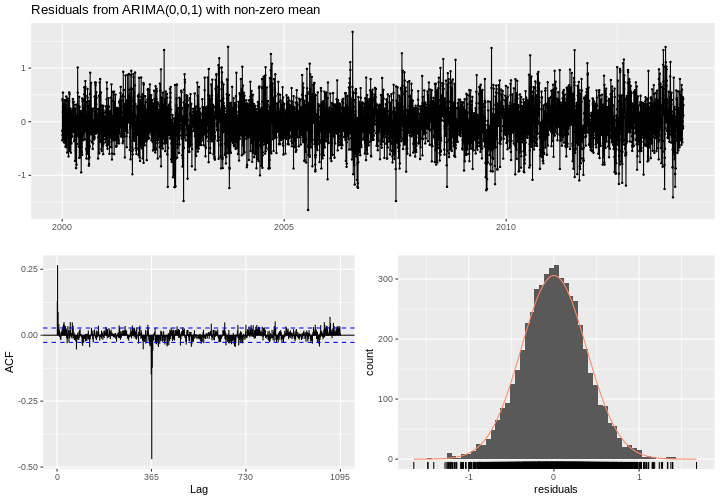 Residuals from ARIMA(0,0,1) with non-zero mean
1
0
-1
2000 2005 2010
0.25
0.00
-0.25
-0.50
ACF
0 365 730 1095
Lag
300
200
100
0
count
-1 0 1
residuals